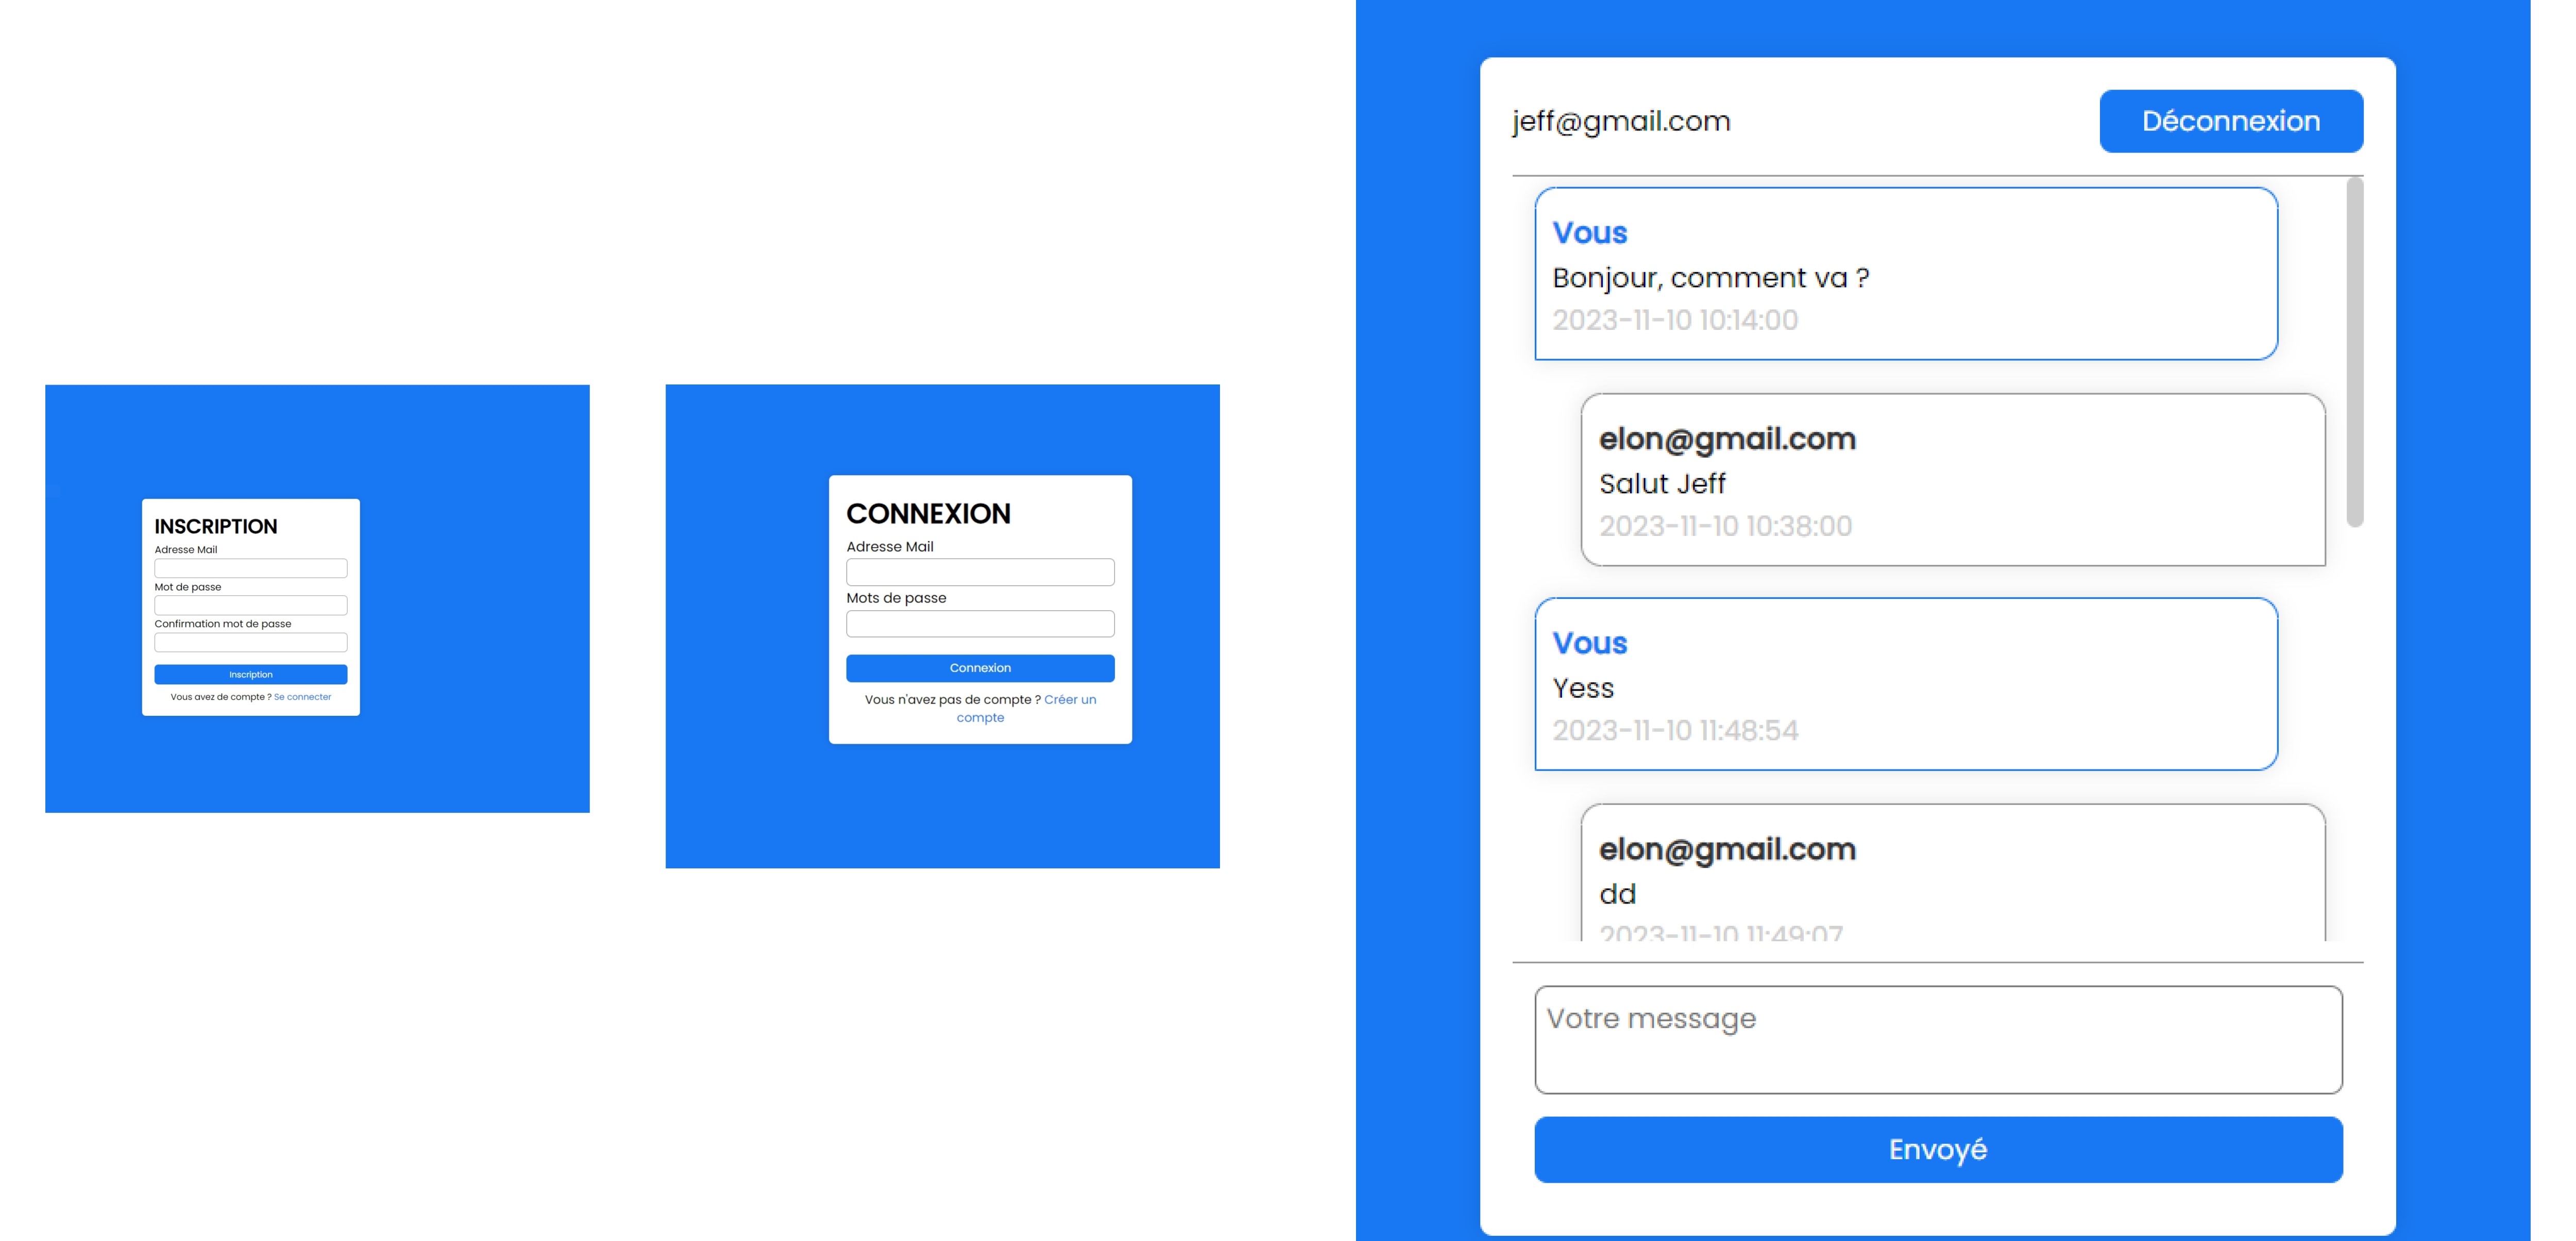 INSCRIPTION
Adresse Mail
Mot de passe
Confirmation mot de passe
Inscription
Vous avez de compte ? Se connecter
CONNEXION
Adresse Mail
Mots de passe
Connexion
Vous n'avez pas de compte ? Créer un
compte
jeff@gmail.com
Déconnexion
Vous
Bonjour, comment va ?
2023-11-10 10:14:00
elon@gmail.com
Salut Jeff
2023-11-10 10:38:00
Vous
Yess
2023-11-10 11:48:54
elon@gmail.com
dd
2023-11-10 11:49:07
Votre message
Envoyé